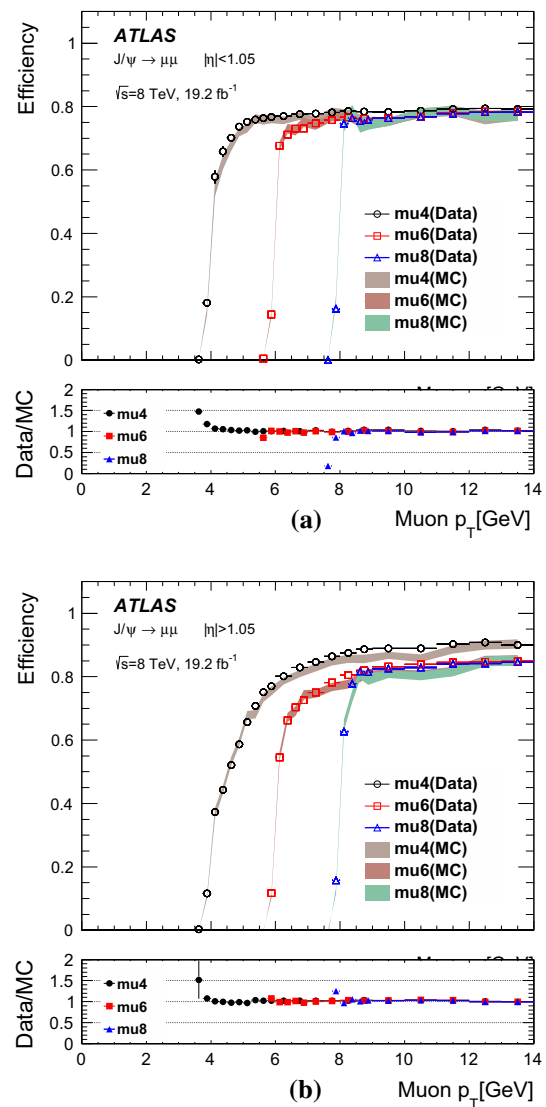 ATLAS
J/ψ → μμ |η|<1.05
√s=8 TeV, 19.2 fb⁻¹
Efficiency
1
0.8
0.6
0.4
0.2
0
mu4(Data)
mu6(Data)
mu8(Data)
mu4(MC)
mu6(MC)
mu8(MC)
Data/MC
2
1.5
1
0.5
0
mu4
mu6
mu8
0 2 4 6 8 10 12 14
Muon p_T[GeV]
(a)
ATLAS
J/ψ → μμ |η|>1.05
√s=8 TeV, 19.2 fb⁻¹
Efficiency
1
0.8
0.6
0.4
0.2
0
mu4(Data)
mu6(Data)
mu8(Data)
mu4(MC)
mu6(MC)
mu8(MC)
Data/MC
2
1.5
1
0.5
0
mu4
mu6
mu8
0 2 4 6 8 10 12 14
Muon p_T[GeV]
(b)